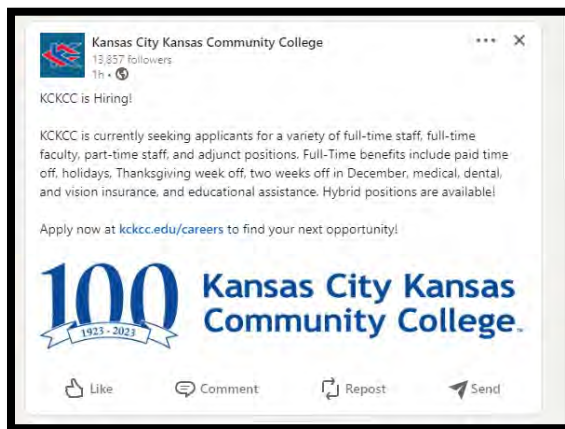 Kansas City Kansas Community College
13,857 followers
1h •
KCKCC is Hiring!
KCKCC is currently seeking applicants for a variety of full-time staff, full-time
faculty, part-time staff, and adjunct positions. Full-Time benefits include paid time
off, holidays, Thanksgiving week off, two weeks off in December, medical, dental,
and vision insurance, and educational assistance. Hybrid positions are available!
Apply now at kckcc.edu/careers to find your next opportunity!
100
1923 - 2023
Kansas City Kansas
Community College
Like Comment Repost Send